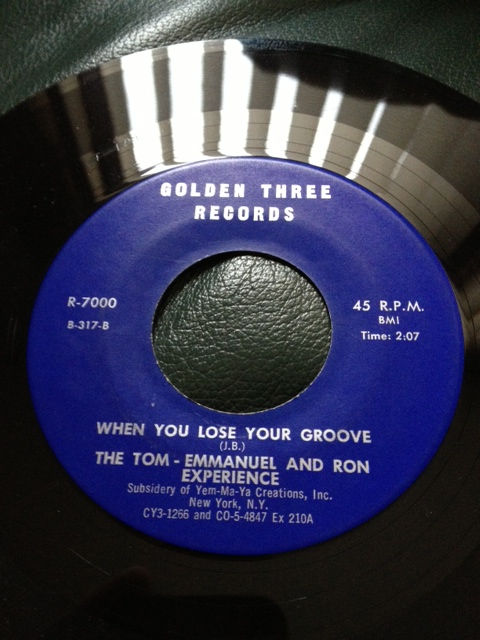 GOLDEN THREE
RECORDS
R-7000
B-317-B
45 R.P.M.
BMI
Time: 2:07
WHEN YOU LOSE YOUR GROOVE
(J.B.)
THE TOM - EMMANUEL AND RON
EXPERIENCE
Subsidery of Yem-Ma-Ya Creations, Inc.
New York, N.Y.
CY3-1266 and CO-5-4847 Ex 210A